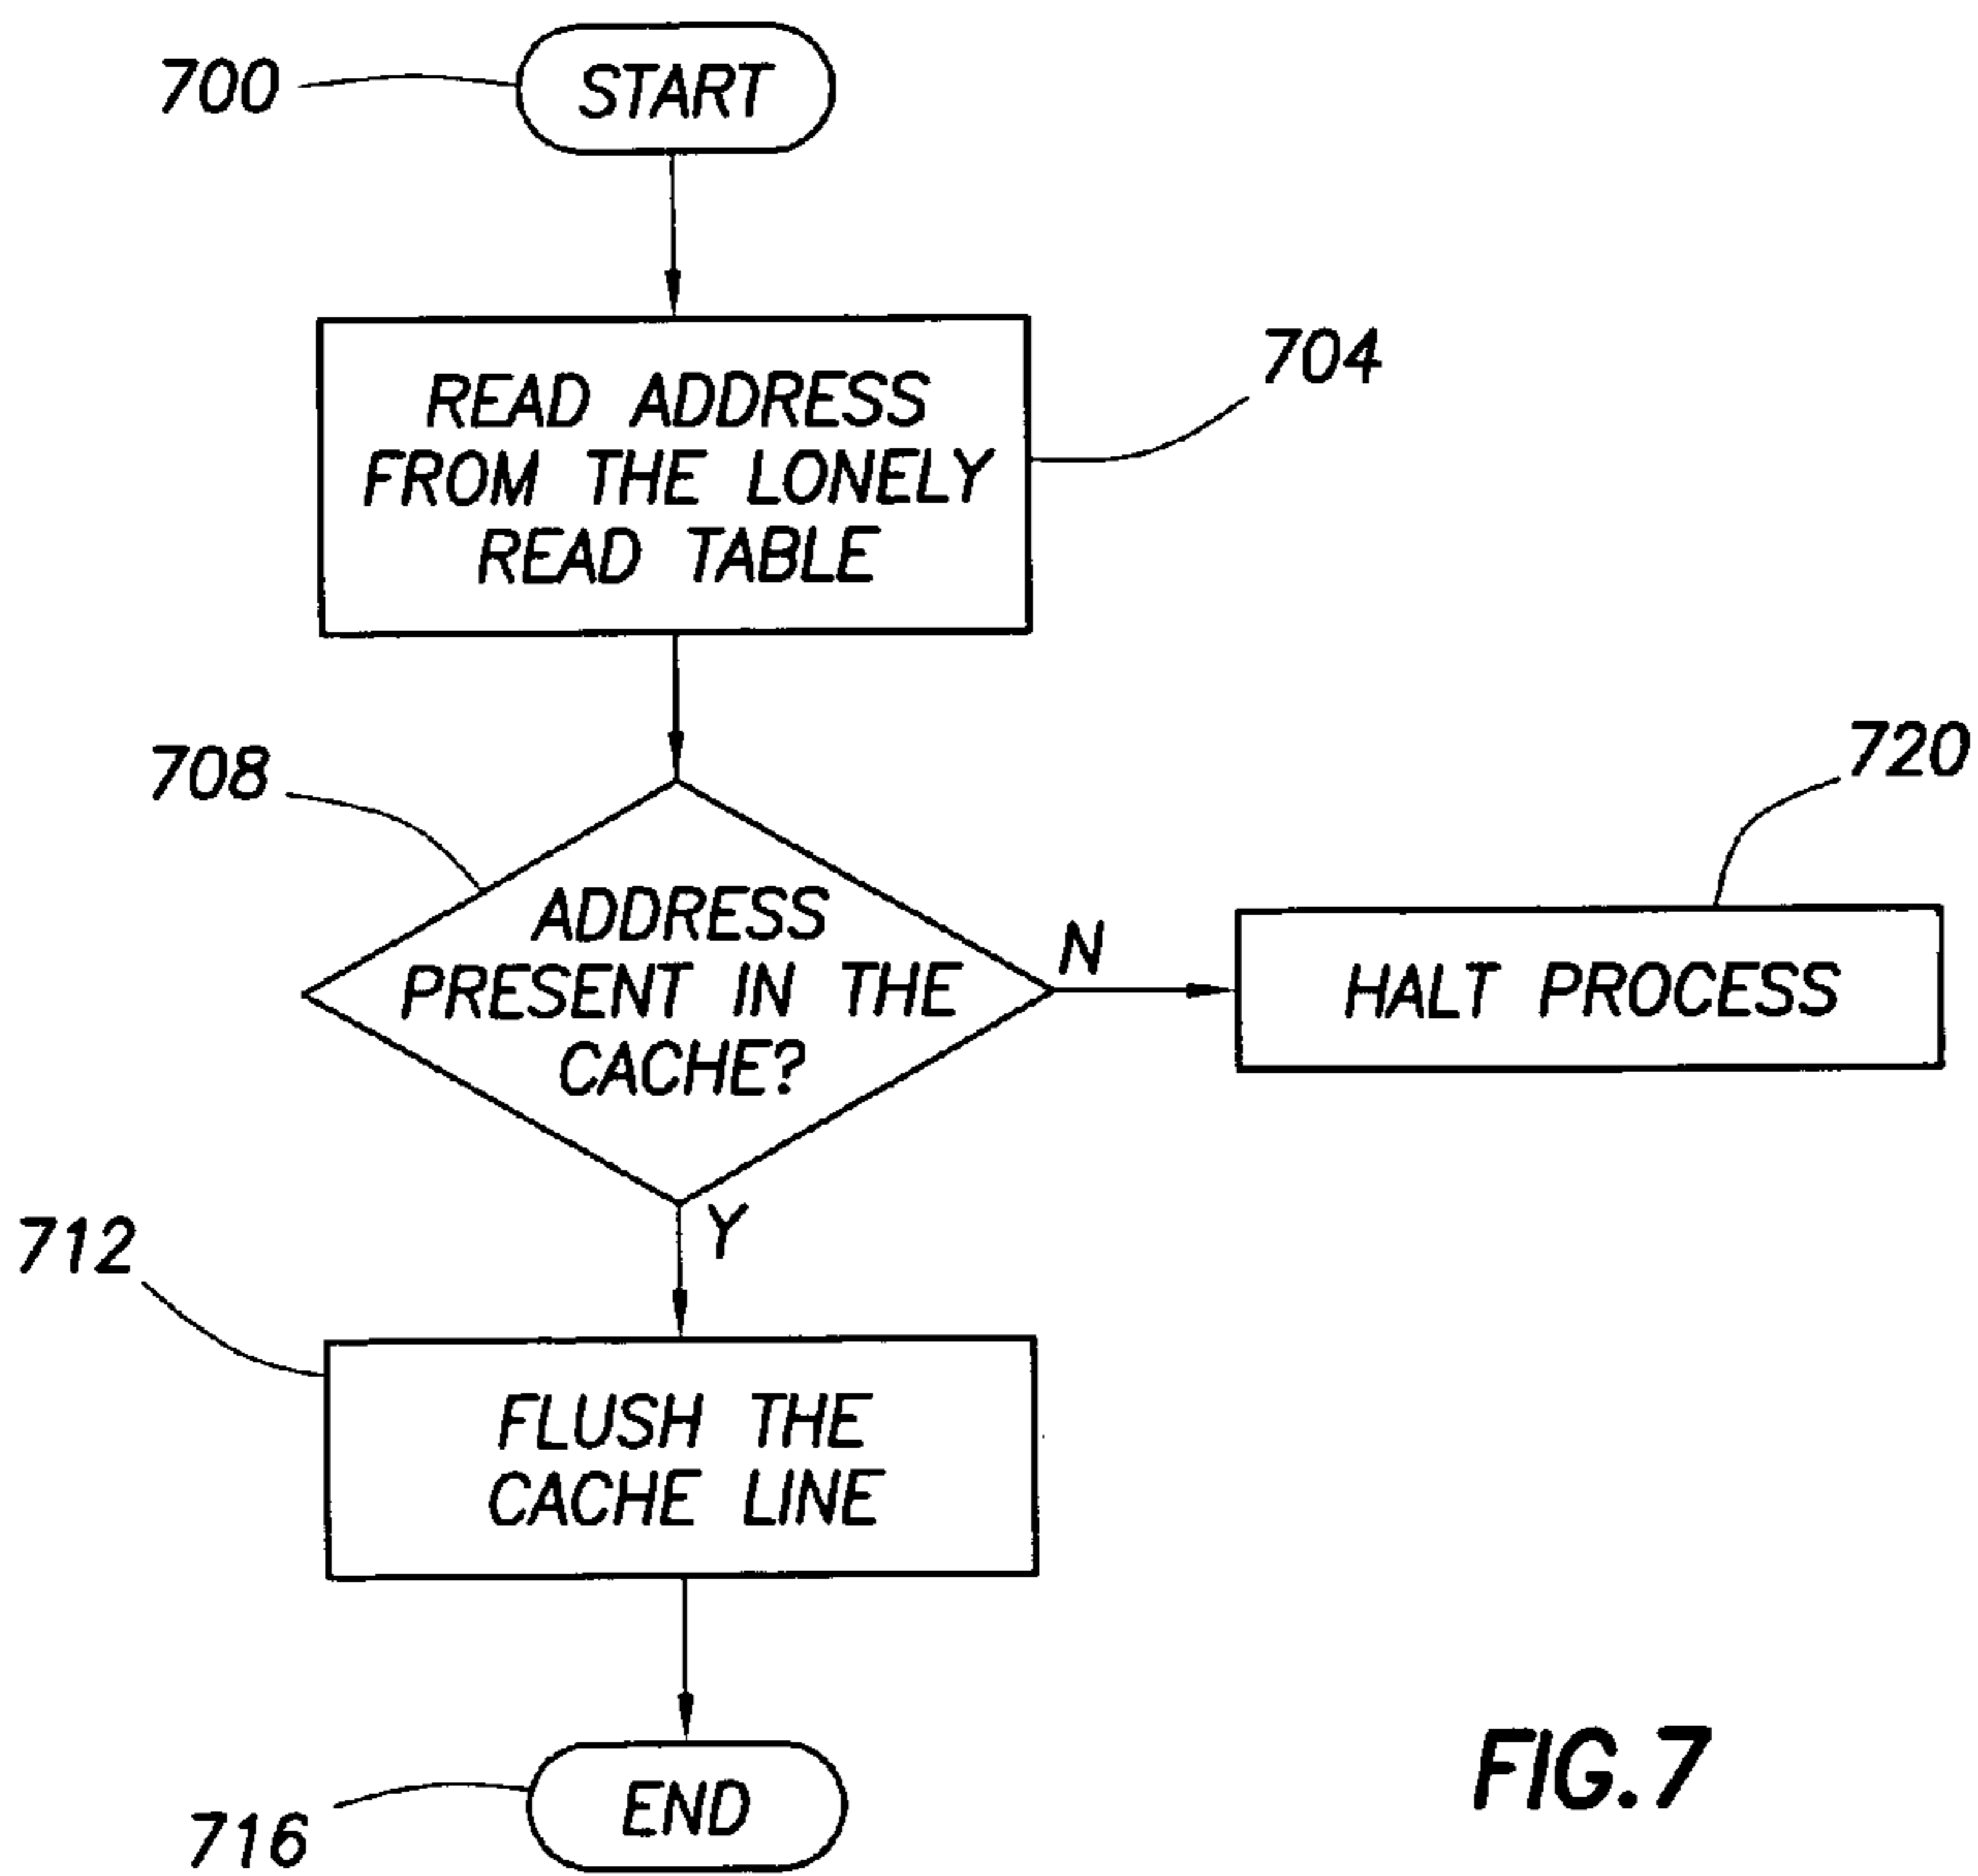 700
START
READ ADDRESS
FROM THE LONELY
READ TABLE
704
708
ADDRESS
PRESENT IN THE
CACHE?
N
720
HALT PROCESS
Y
712
FLUSH THE
CACHE LINE
716
END
FIG.7